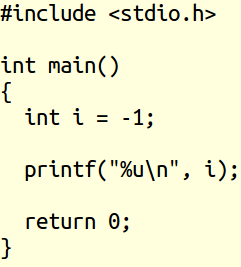 #include <stdio.h>
int main()
{
int i = -1;
printf("%u\n", i);
return 0;
}